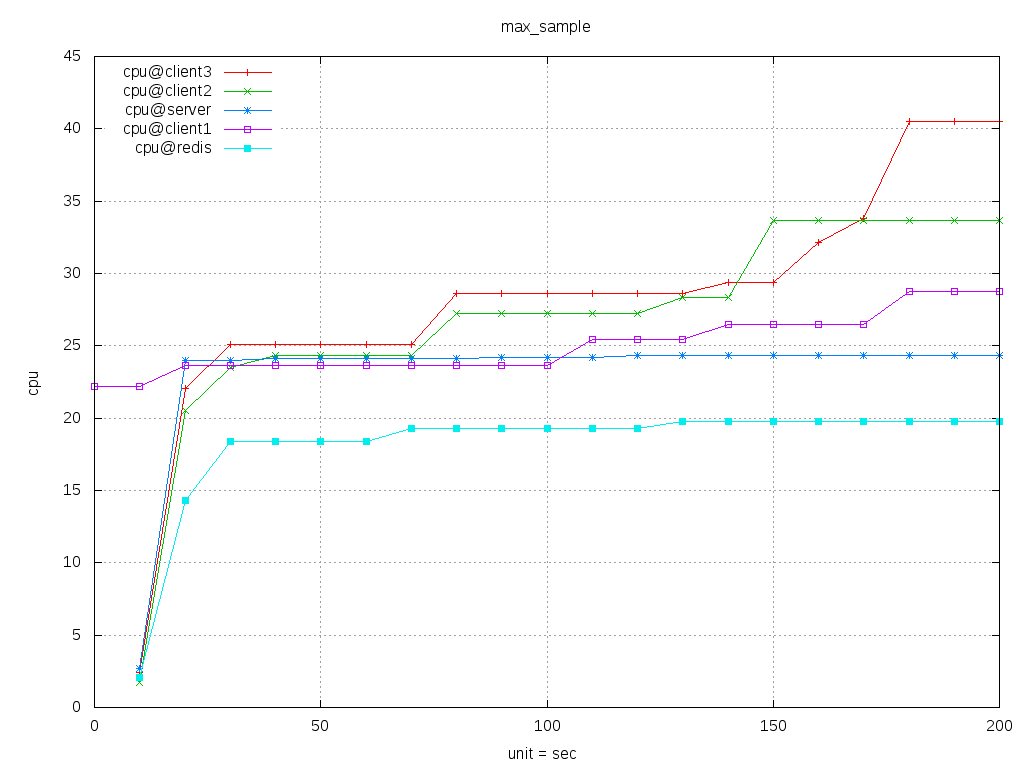 max_sample
45
40
35
30
25
20
15
10
5
0
cpu@client3
cpu@client2
cpu@server
cpu@client1
cpu@redis
cpu
0 50 100 150 200
unit = sec